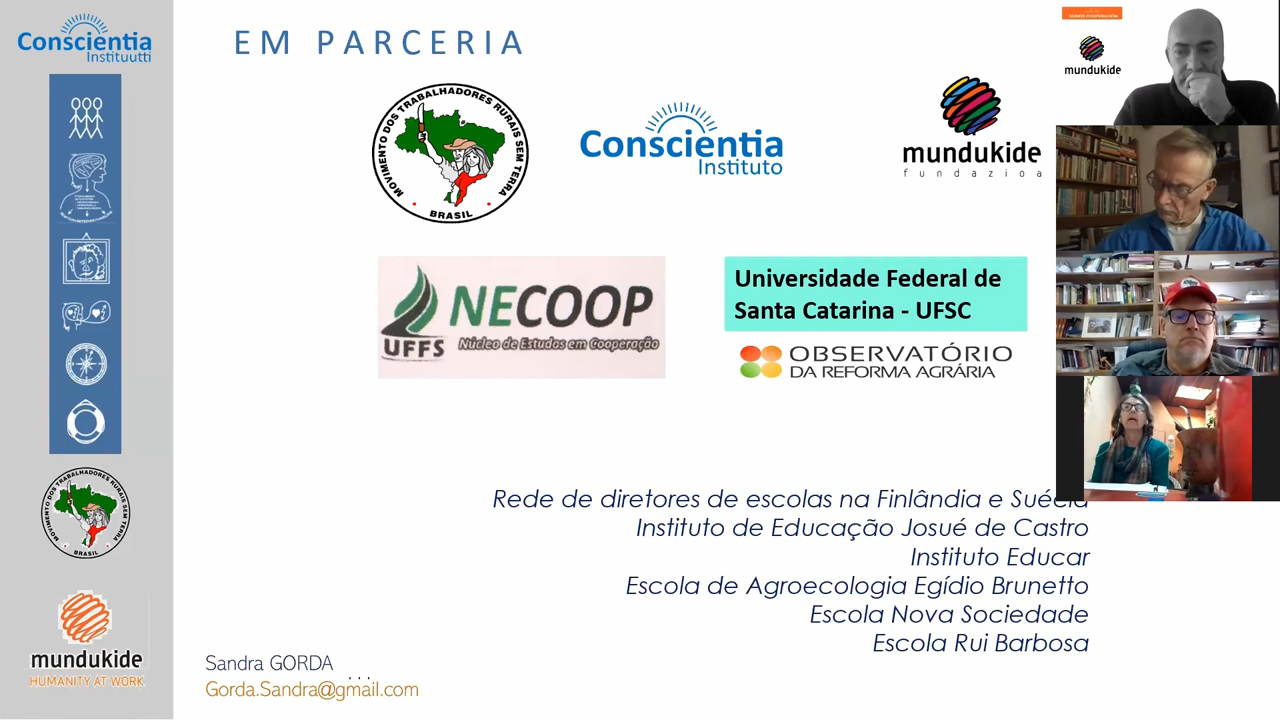 Conscientia
Instituutti
EM PARCERIA
MOVIMENTO DOS TRABALHADORES RURAIS SEM TERRA
BRASIL
Conscientia
Instituto
mundukide
fundazioa
mundukide
NECOOP
UFFS
Núcleo de Estudos em Cooperação
Universidade Federal de
Santa Catarina - UFSC
OBSERVATÓRIO
DA REFORMA AGRÁRIA
Rede de diretores de escolas na Finlândia e Suécia
Instituto de Educação Josué de Castro
Instituto Educar
Escola de Agroecologia Egídio Brunetto
Escola Nova Sociedade
Escola Rui Barbosa
MOVIMENTO DOS TRABALHADORES RURAIS SEM TERRA
BRASIL
mundukide
HUMANITY AT WORK
Sandra GORDA
...
Gorda.Sandra@gmail.com